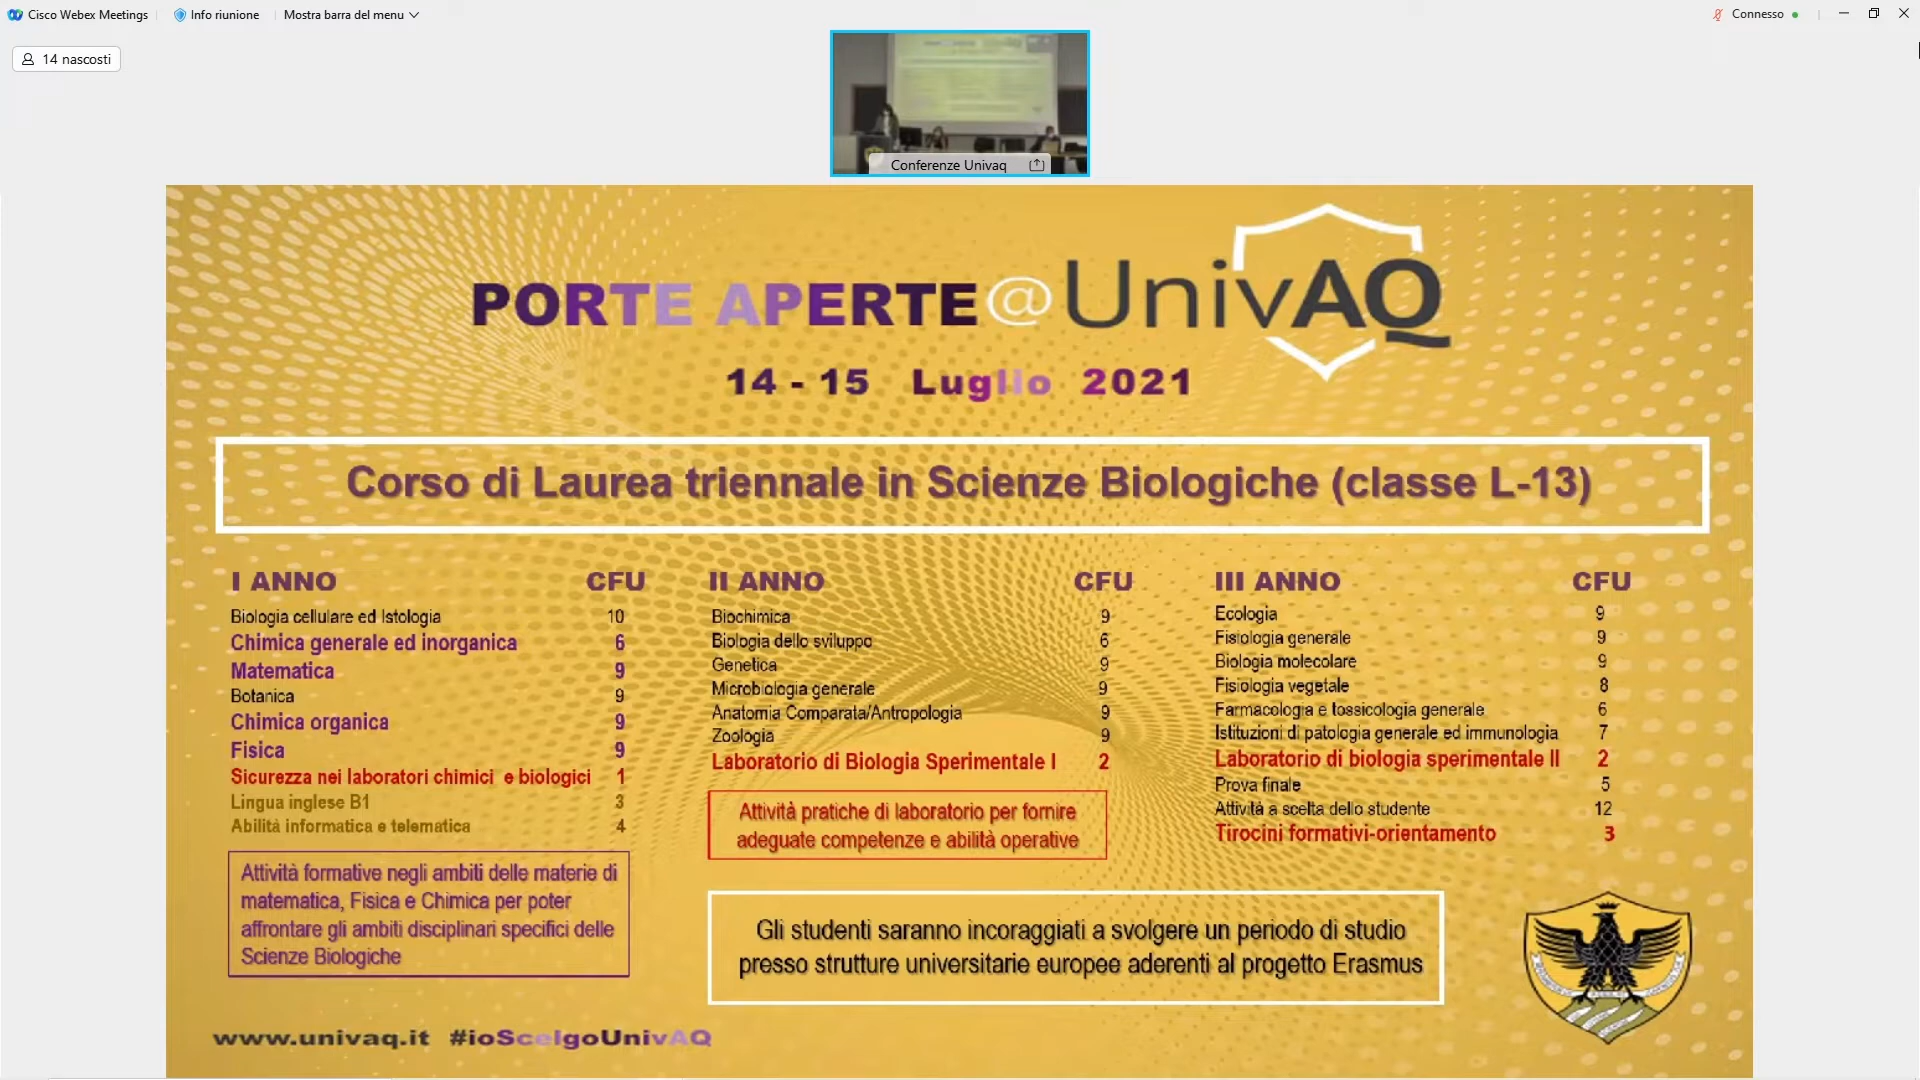 Cisco Webex Meetings
Info riunione
Mostra barra del menu
Connesso
14 nascosti
Conferenze Univaq
PORTE APERTE@UnivAQ
14 - 15 Luglio 2021
Corso di Laurea triennale in Scienze Biologiche (classe L-13)
I ANNO CFU
Biologia cellulare ed Istologia 10
Chimica generale ed inorganica 6
Matematica 9
Botanica 9
Chimica organica 9
Fisica 9
Sicurezza nei laboratori chimici e biologici 1
Lingua inglese B1 3
Abilità informatica e telematica 4
Attività formative negli ambiti delle materie di
matematica, Fisica e Chimica per poter
affrontare gli ambiti disciplinari specifici delle
Scienze Biologiche
II ANNO CFU
Biochimica 9
Biologia dello sviluppo 6
Genetica 9
Microbiologia generale 9
Anatomia Comparata/Antropologia 9
Zoologia 9
Laboratorio di Biologia Sperimentale I 2
Attività pratiche di laboratorio per fornire
adeguate competenze e abilità operative
III ANNO CFU
Ecologia 9
Fisiologia generale 9
Biologia molecolare 9
Fisiologia vegetale 8
Farmacologia e tossicologia generale 6
Istituzioni di patologia generale ed immunologia 7
Laboratorio di biologia sperimentale II 2
Prova finale 5
Attività a scelta dello studente 12
Tirocini formativi-orientamento 3
Gli studenti saranno incoraggiati a svolgere un periodo di studio
presso strutture universitarie europee aderenti al progetto Erasmus
www.univaq.it #ioScelgoUnivAQ